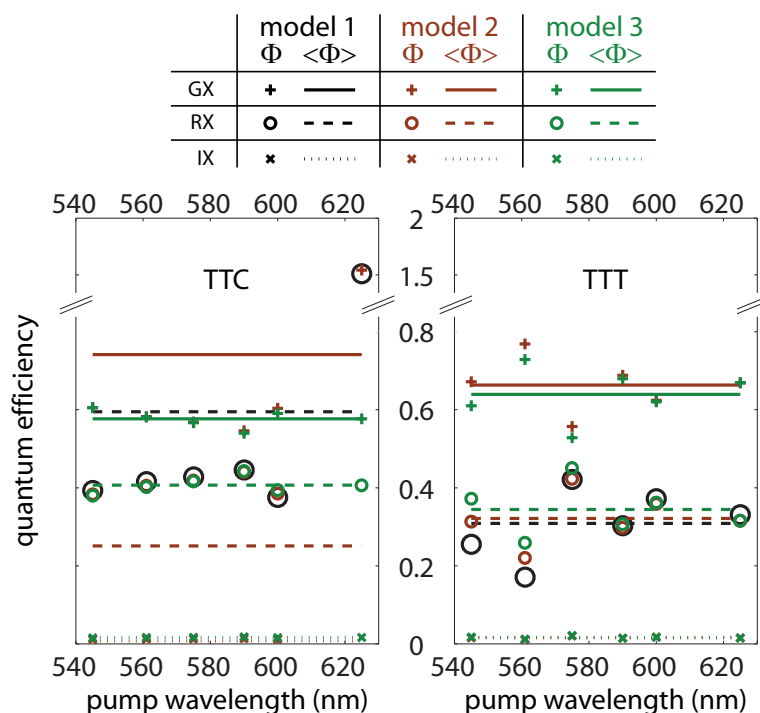 model 1 model 2 model 3
Φ <Φ> Φ <Φ> Φ <Φ>
GX
RX
IX
540 560 580 600 620 540 560 580 600 620
2
TTC 1.5 TTT
0.8
0.6
0.4
0.2
0
quantum efficiency
540 560 580 600 620 540 560 580 600 620
pump wavelength (nm) pump wavelength (nm)